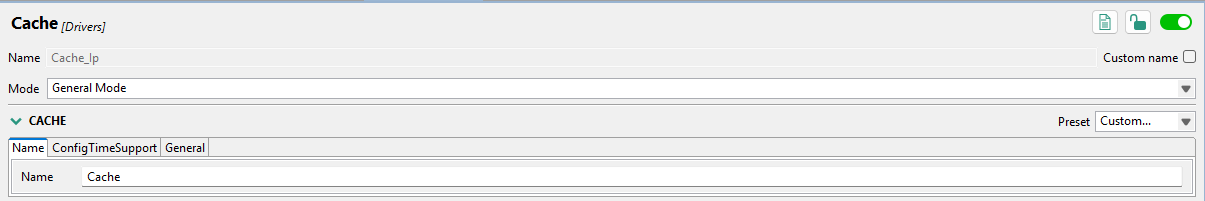 Cache [Drivers]
Name Cache_Ip Custom name
Mode General Mode
CACHE Preset Custom...
Name ConfigTimeSupport General
Name Cache